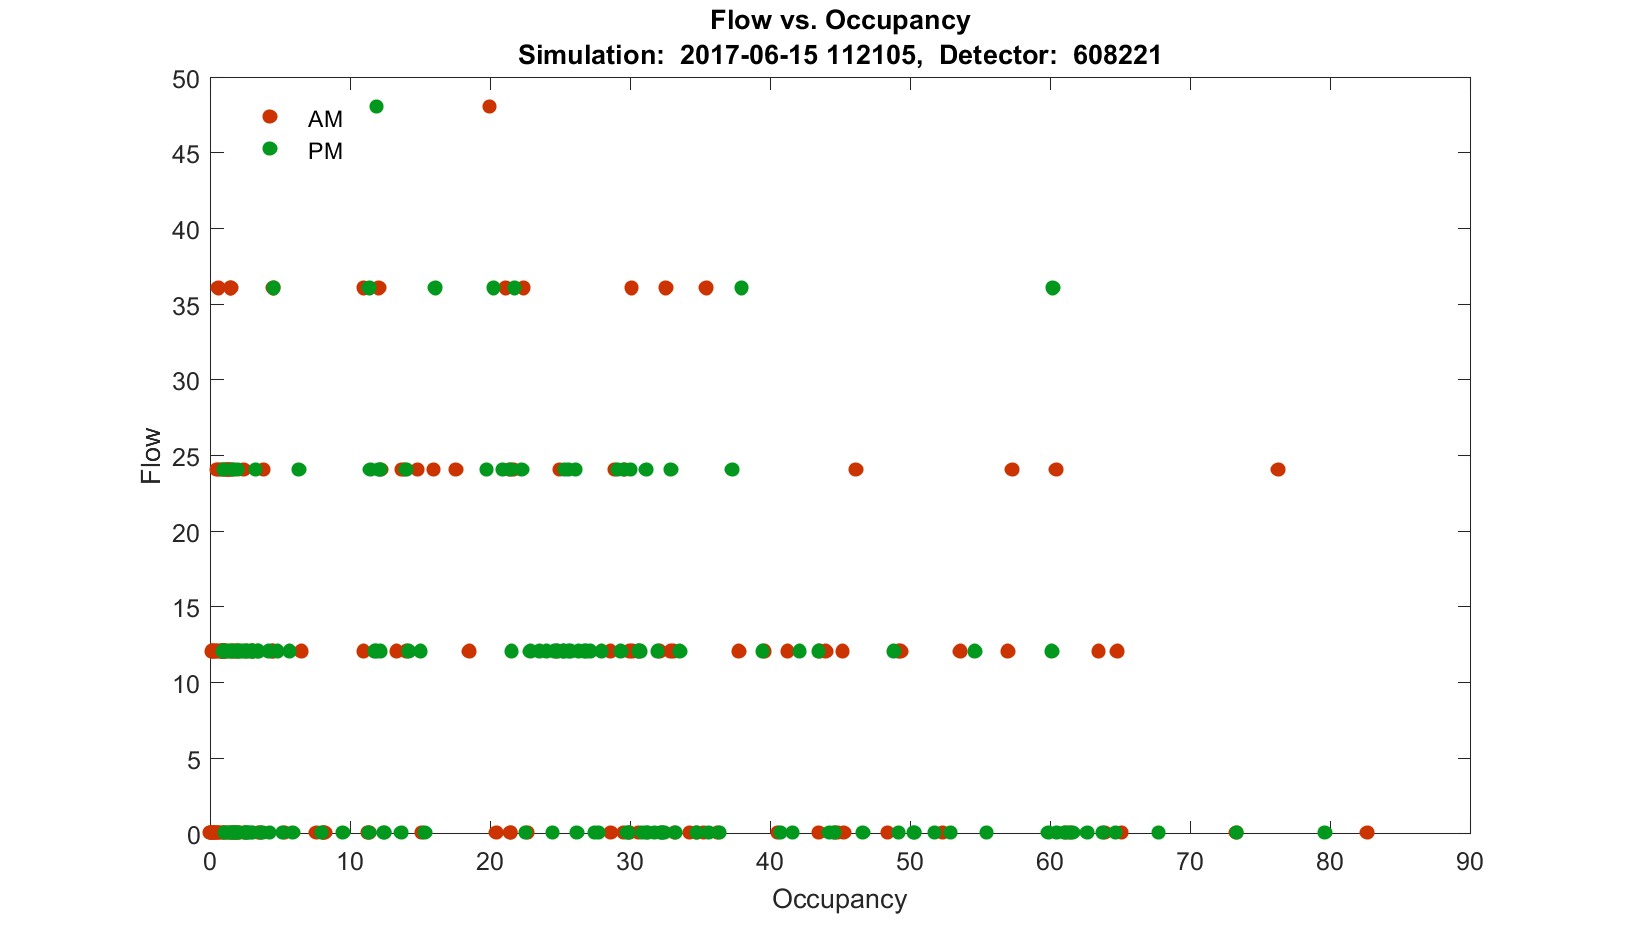 Flow vs. Occupancy
Simulation:  2017-06-15 112105,  Detector:  608221
50
AM
PM
45
40
35
30
25
Flow
20
15
10
5
0
0 10 20 30 40 50 60 70 80 90
Occupancy